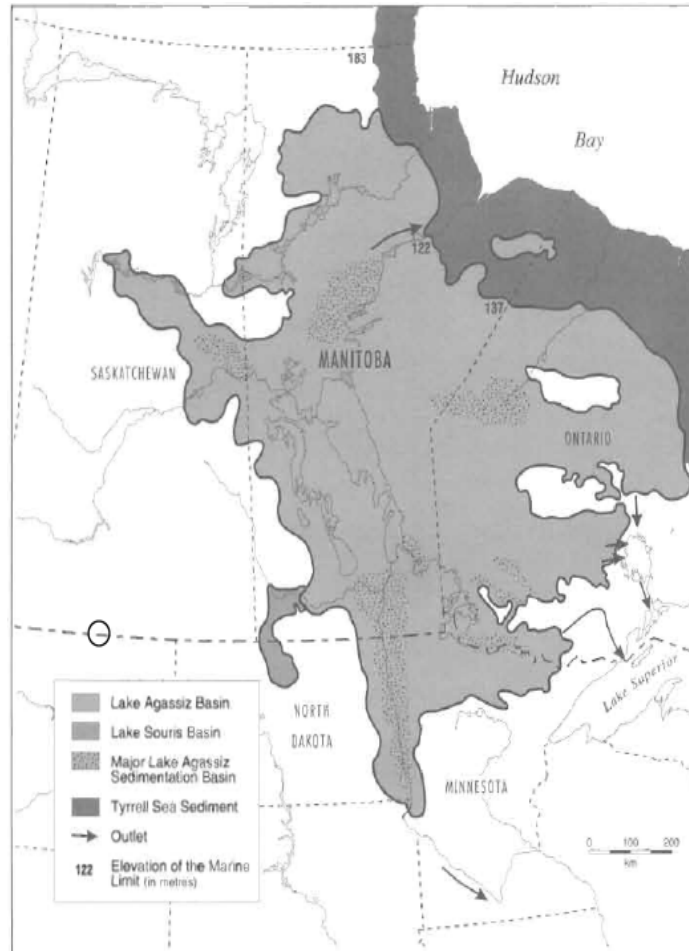 183
Hudson
Bay
122
137
MANITOBA
SASKATCHEWAN
ONTARIO
Lake Superior
NORTH
DAKOTA
MINNESOTA
Lake Agassiz Basin
Lake Souris Basin
Major Lake Agassiz
Sedimentation Basin
Tyrrell Sea Sediment
Outlet
122 Elevation of the Marine
Limit (in metres)
0 100 200
km